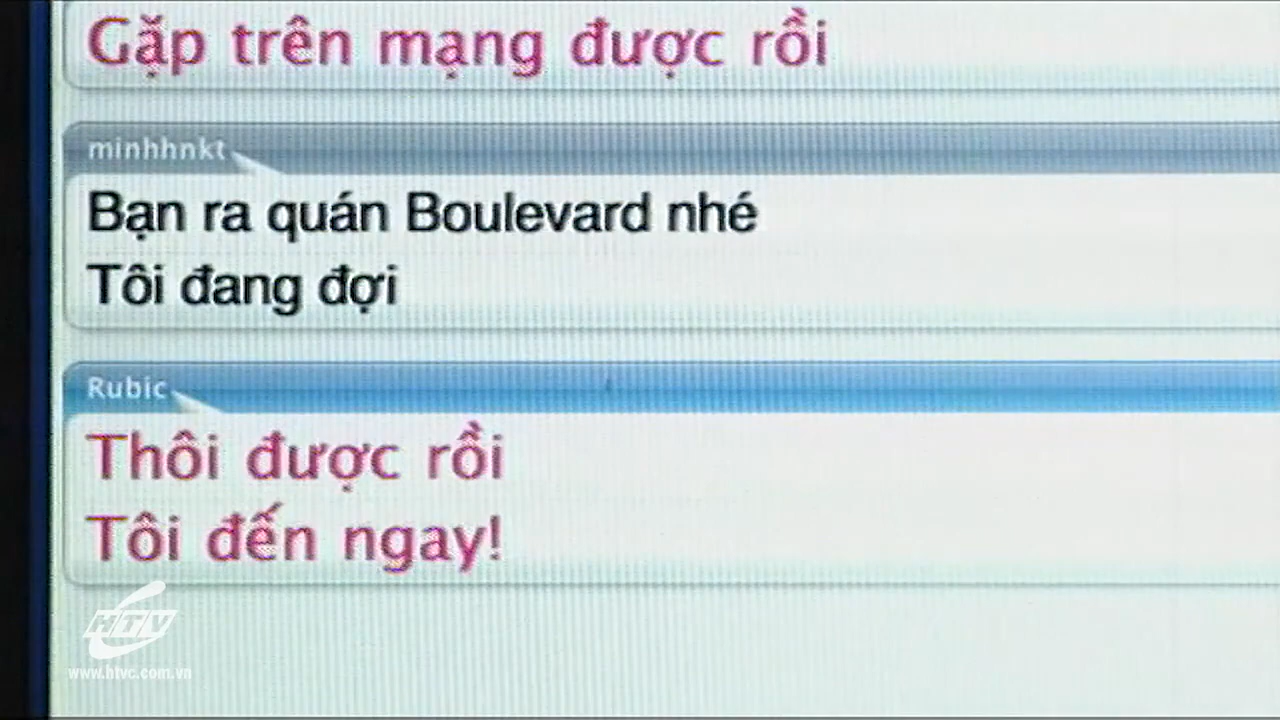 Gặp trên mạng được rồi
minhhnkt
Bạn ra quán Boulevard nhé
Tôi đang đợi
Rubic
Thôi được rồi
Tôi đến ngay!
HTV
www.htvc.com.vn